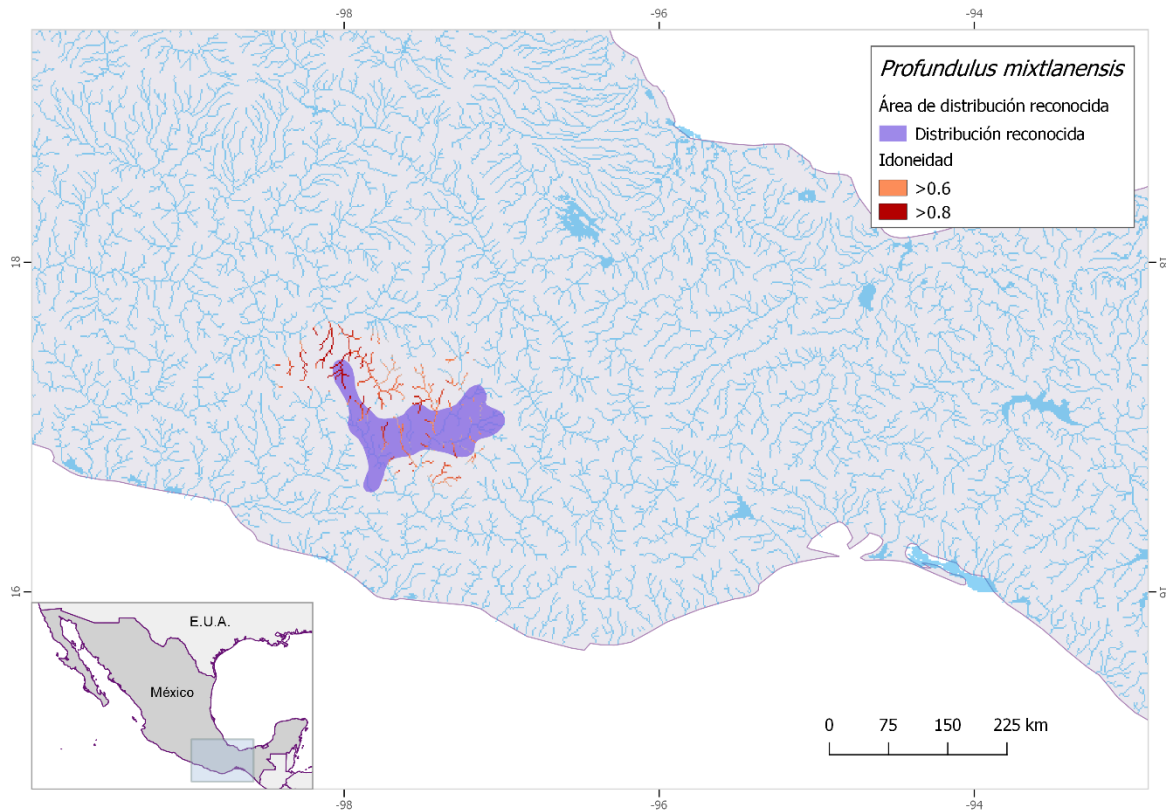 -98
-96
-94
Profundulus mixtlanensis
Área de distribución reconocida
Distribución reconocida
Idoneidad
>0.6
>0.8
18
18
16
16
E.U.A.
México
0 75 150 225 km
-98
-96
-94